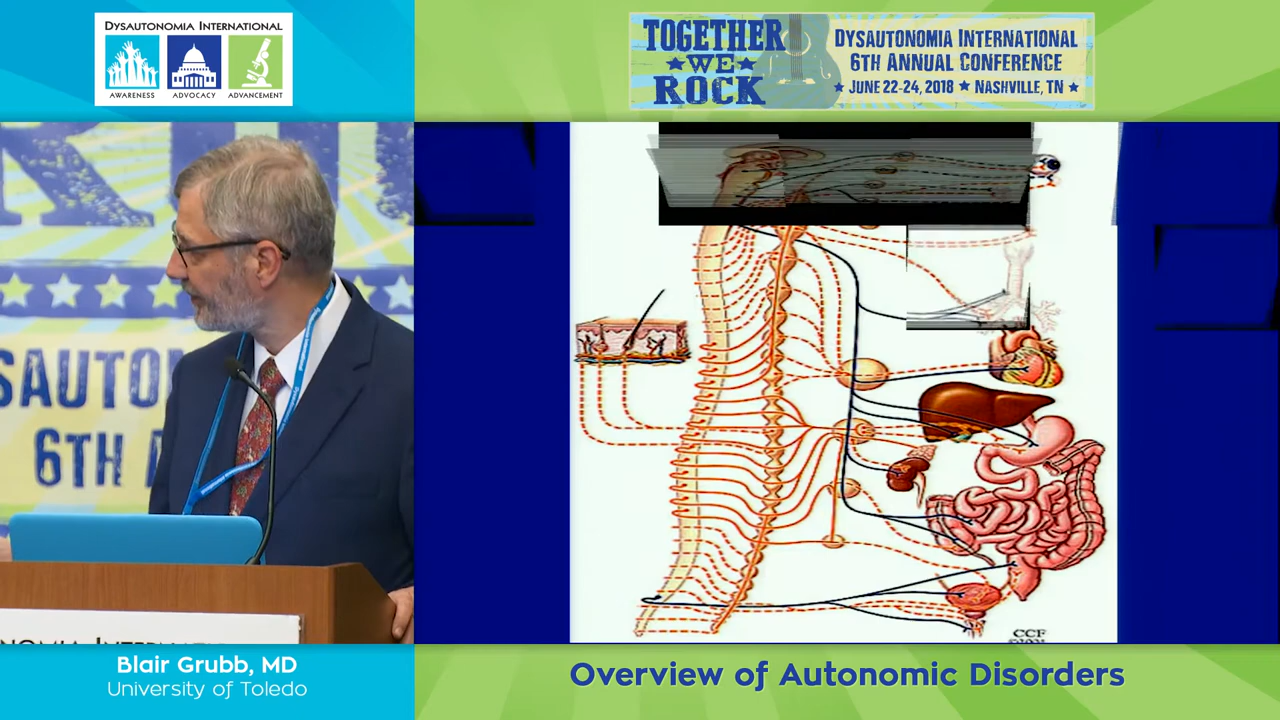 DYSAUTONOMIA INTERNATIONAL
AWARENESS ADVOCACY ADVANCEMENT
TOGETHER
WE
ROCK
DYSAUTONOMIA INTERNATIONAL
6TH ANNUAL CONFERENCE
JUNE 22-24, 2018 ★ NASHVILLE, TN
SAUTO
6TH A
CCF
Blair Grubb, MD
University of Toledo
Overview of Autonomic Disorders